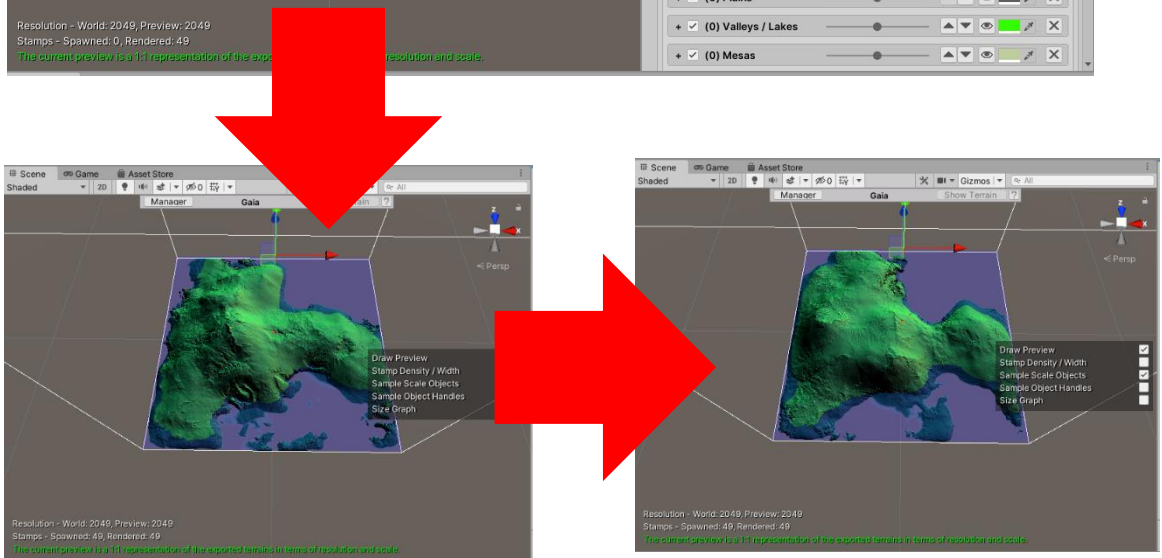 Resolution - World: 2049, Preview: 2049
Stamps - Spawned: 0, Rendered: 49
The current preview is a 1:1 representation of the resolution and scale.
+ (0) Valleys / Lakes
+ (0) Mesas
Scene Game Asset Store
Shaded 2D 0 All
Manager Gaia ?
z
x
Persp
Draw Preview
Stamp Density / Width
Sample Scale Objects
Sample Object Handles
Size Graph
Resolution - World: 2049, Preview: 2049
Stamps - Spawned: 49, Rendered: 49
The current preview is a 1:1 representation of the exported terrains in terms of resolution and scale.
Scene Game Asset Store
Shaded 2D 0 Gizmos All
Manager Gaia Show Terrain ?
z
x
Persp
Draw Preview
Stamp Density / Width
Sample Scale Objects
Sample Object Handles
Size Graph
Resolution - World: 2049, Preview: 2049
Stamps - Spawned: 49, Rendered: 49
The current preview is a 1:1 representation of the exported terrains in terms of resolution and scale.